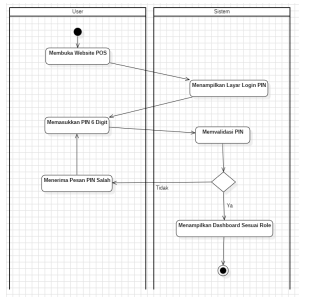 User
Sistem
Membuka Website POS
Menampilkan Layar Login PIN
Memasukkan PIN 6 Digit
Memvalidasi PIN
Menerima Pesan PIN Salah
Tidak
Ya
Menampilkan Dashboard Sesuai Role